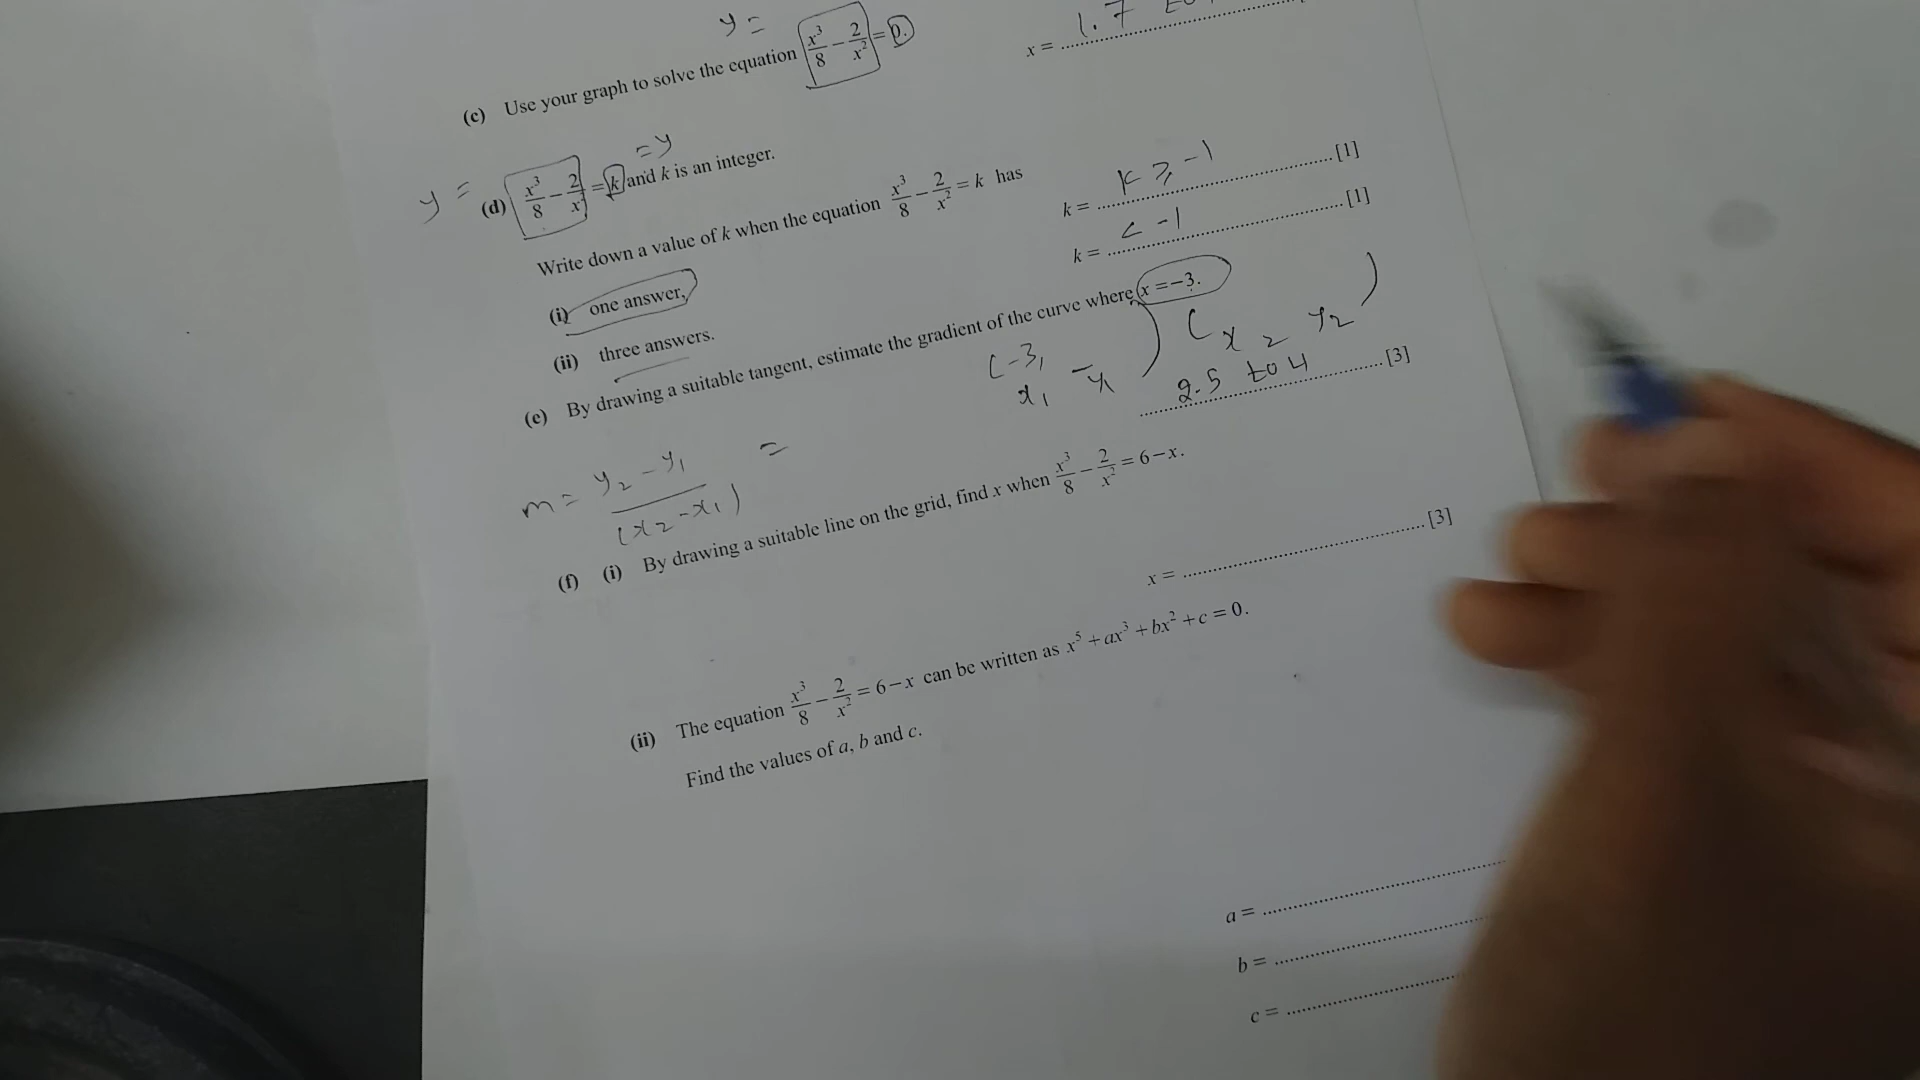 y =
(c) Use your graph to solve the equation x³/8 − 2/x² = 0.
x = 1.7 to
= y
y =
(d) x³/8 − 2/x² = k and k is an integer.
Write down a value of k when the equation x³/8 − 2/x² = k has
(i) one answer,
k = k ⩾ -1 [1]
(ii) three answers.
k = < -1 [1]
(e) By drawing a suitable tangent, estimate the gradient of the curve where x = −3.
(-3, ) (x₂ y₂)
x₁ y₁
2.5 to 4 [3]
m = y₂ - y₁ / (x₂ - x₁) =
(f) (i) By drawing a suitable line on the grid, find x when x³/8 − 2/x² = 6 − x.
x = [3]
(ii) The equation x³/8 − 2/x² = 6 − x can be written as x⁵ + ax³ + bx² + c = 0.
Find the values of a, b and c.
a =
b =
c =